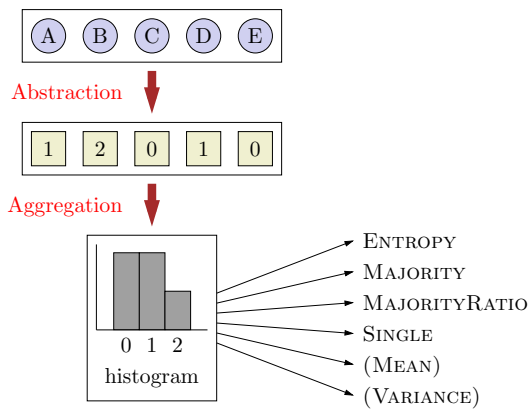 A B C D E
Abstraction
1 2 0 1 0
Aggregation
ENTROPY
MAJORITY
MAJORITYRATIO
SINGLE
(MEAN)
(VARIANCE)
0 1 2
histogram